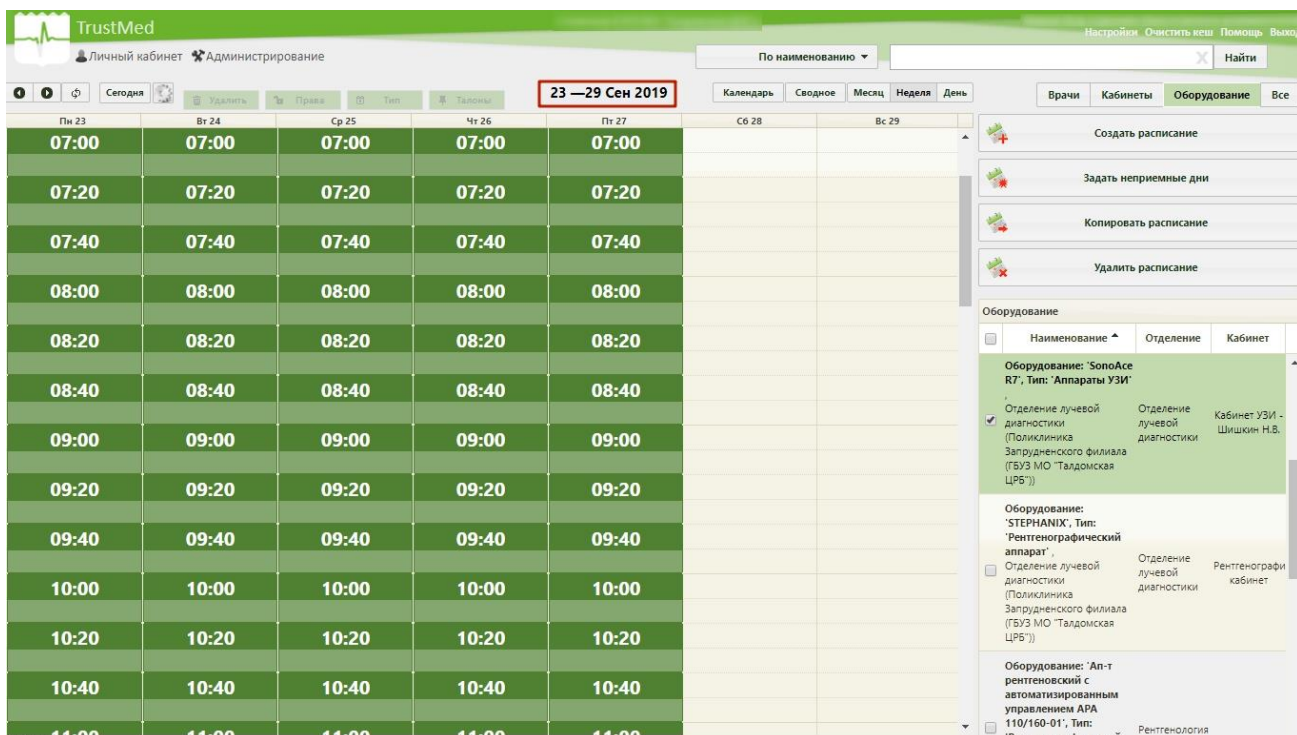 TrustMed
Настройки Очистить кеш Помощь Выход
Личный кабинет Администрирование
По наименованию
Найти
Сегодня
Удалить
Права
Тип
Талоны
23 —29 Сен 2019
Календарь Сводное Месяц Неделя День
Врачи Кабинеты Оборудование Все
Пн 23 Вт 24 Ср 25 Чт 26 Пт 27 Сб 28 Вс 29
07:00 07:00 07:00 07:00 07:00
07:20 07:20 07:20 07:20 07:20
07:40 07:40 07:40 07:40 07:40
08:00 08:00 08:00 08:00 08:00
08:20 08:20 08:20 08:20 08:20
08:40 08:40 08:40 08:40 08:40
09:00 09:00 09:00 09:00 09:00
09:20 09:20 09:20 09:20 09:20
09:40 09:40 09:40 09:40 09:40
10:00 10:00 10:00 10:00 10:00
10:20 10:20 10:20 10:20 10:20
10:40 10:40 10:40 10:40 10:40
11:00 11:00 11:00 11:00 11:00
Создать расписание
Задать неприемные дни
Копировать расписание
Удалить расписание
Оборудование
Наименование Отделение Кабинет
Оборудование: 'SonoAce
R7', Тип: 'Аппараты УЗИ'
,
Отделение лучевой
диагностики
(Поликлиника
Запрудненского филиала
(ГБУЗ МО "Талдомская
ЦРБ"))
Отделение
лучевой
диагностики
Кабинет УЗИ -
Шишкин Н.В.
Оборудование:
'STEPHANIX', Тип:
'Рентгенографический
аппарат' ,
Отделение лучевой
диагностики
(Поликлиника
Запрудненского филиала
(ГБУЗ МО "Талдомская
ЦРБ"))
Отделение
лучевой
диагностики
Рентгенографи
кабинет
Оборудование: 'Ап-т
рентгеновский с
автоматизированным
управлением АРА
110/160-01', Тип:
Рентгенология